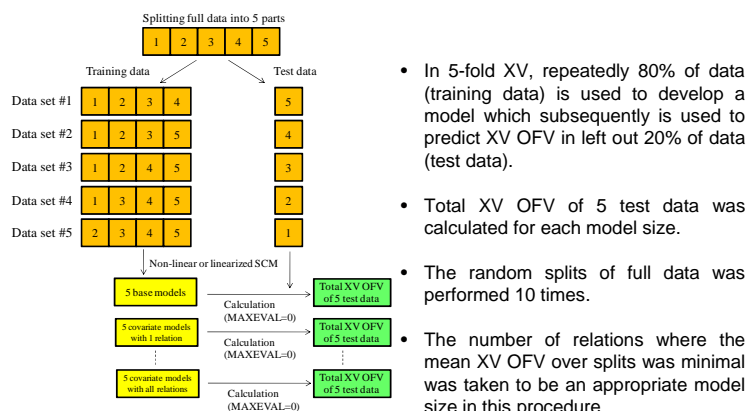 Splitting full data into 5 parts
1 2 3 4 5
Training data
Test data
Data set #1 1 2 3 4 5
Data set #2 1 2 3 5 4
Data set #3 1 2 4 5 3
Data set #4 1 3 4 5 2
Data set #5 2 3 4 5 1
Non-linear or linearized SCM
5 base models
Calculation
(MAXEVAL=0)
Total XV OFV
of 5 test data
5 covariate models
with 1 relation
Calculation
(MAXEVAL=0)
Total XV OFV
of 5 test data
5 covariate models
with all relations
Calculation
(MAXEVAL=0)
Total XV OFV
of 5 test data
• In 5-fold XV, repeatedly 80% of data
(training data) is used to develop a
model which subsequently is used to
predict XV OFV in left out 20% of data
(test data).
• Total XV OFV of 5 test data was
calculated for each model size.
• The random splits of full data was
performed 10 times.
• The number of relations where the
mean XV OFV over splits was minimal
was taken to be an appropriate model
size in this procedure